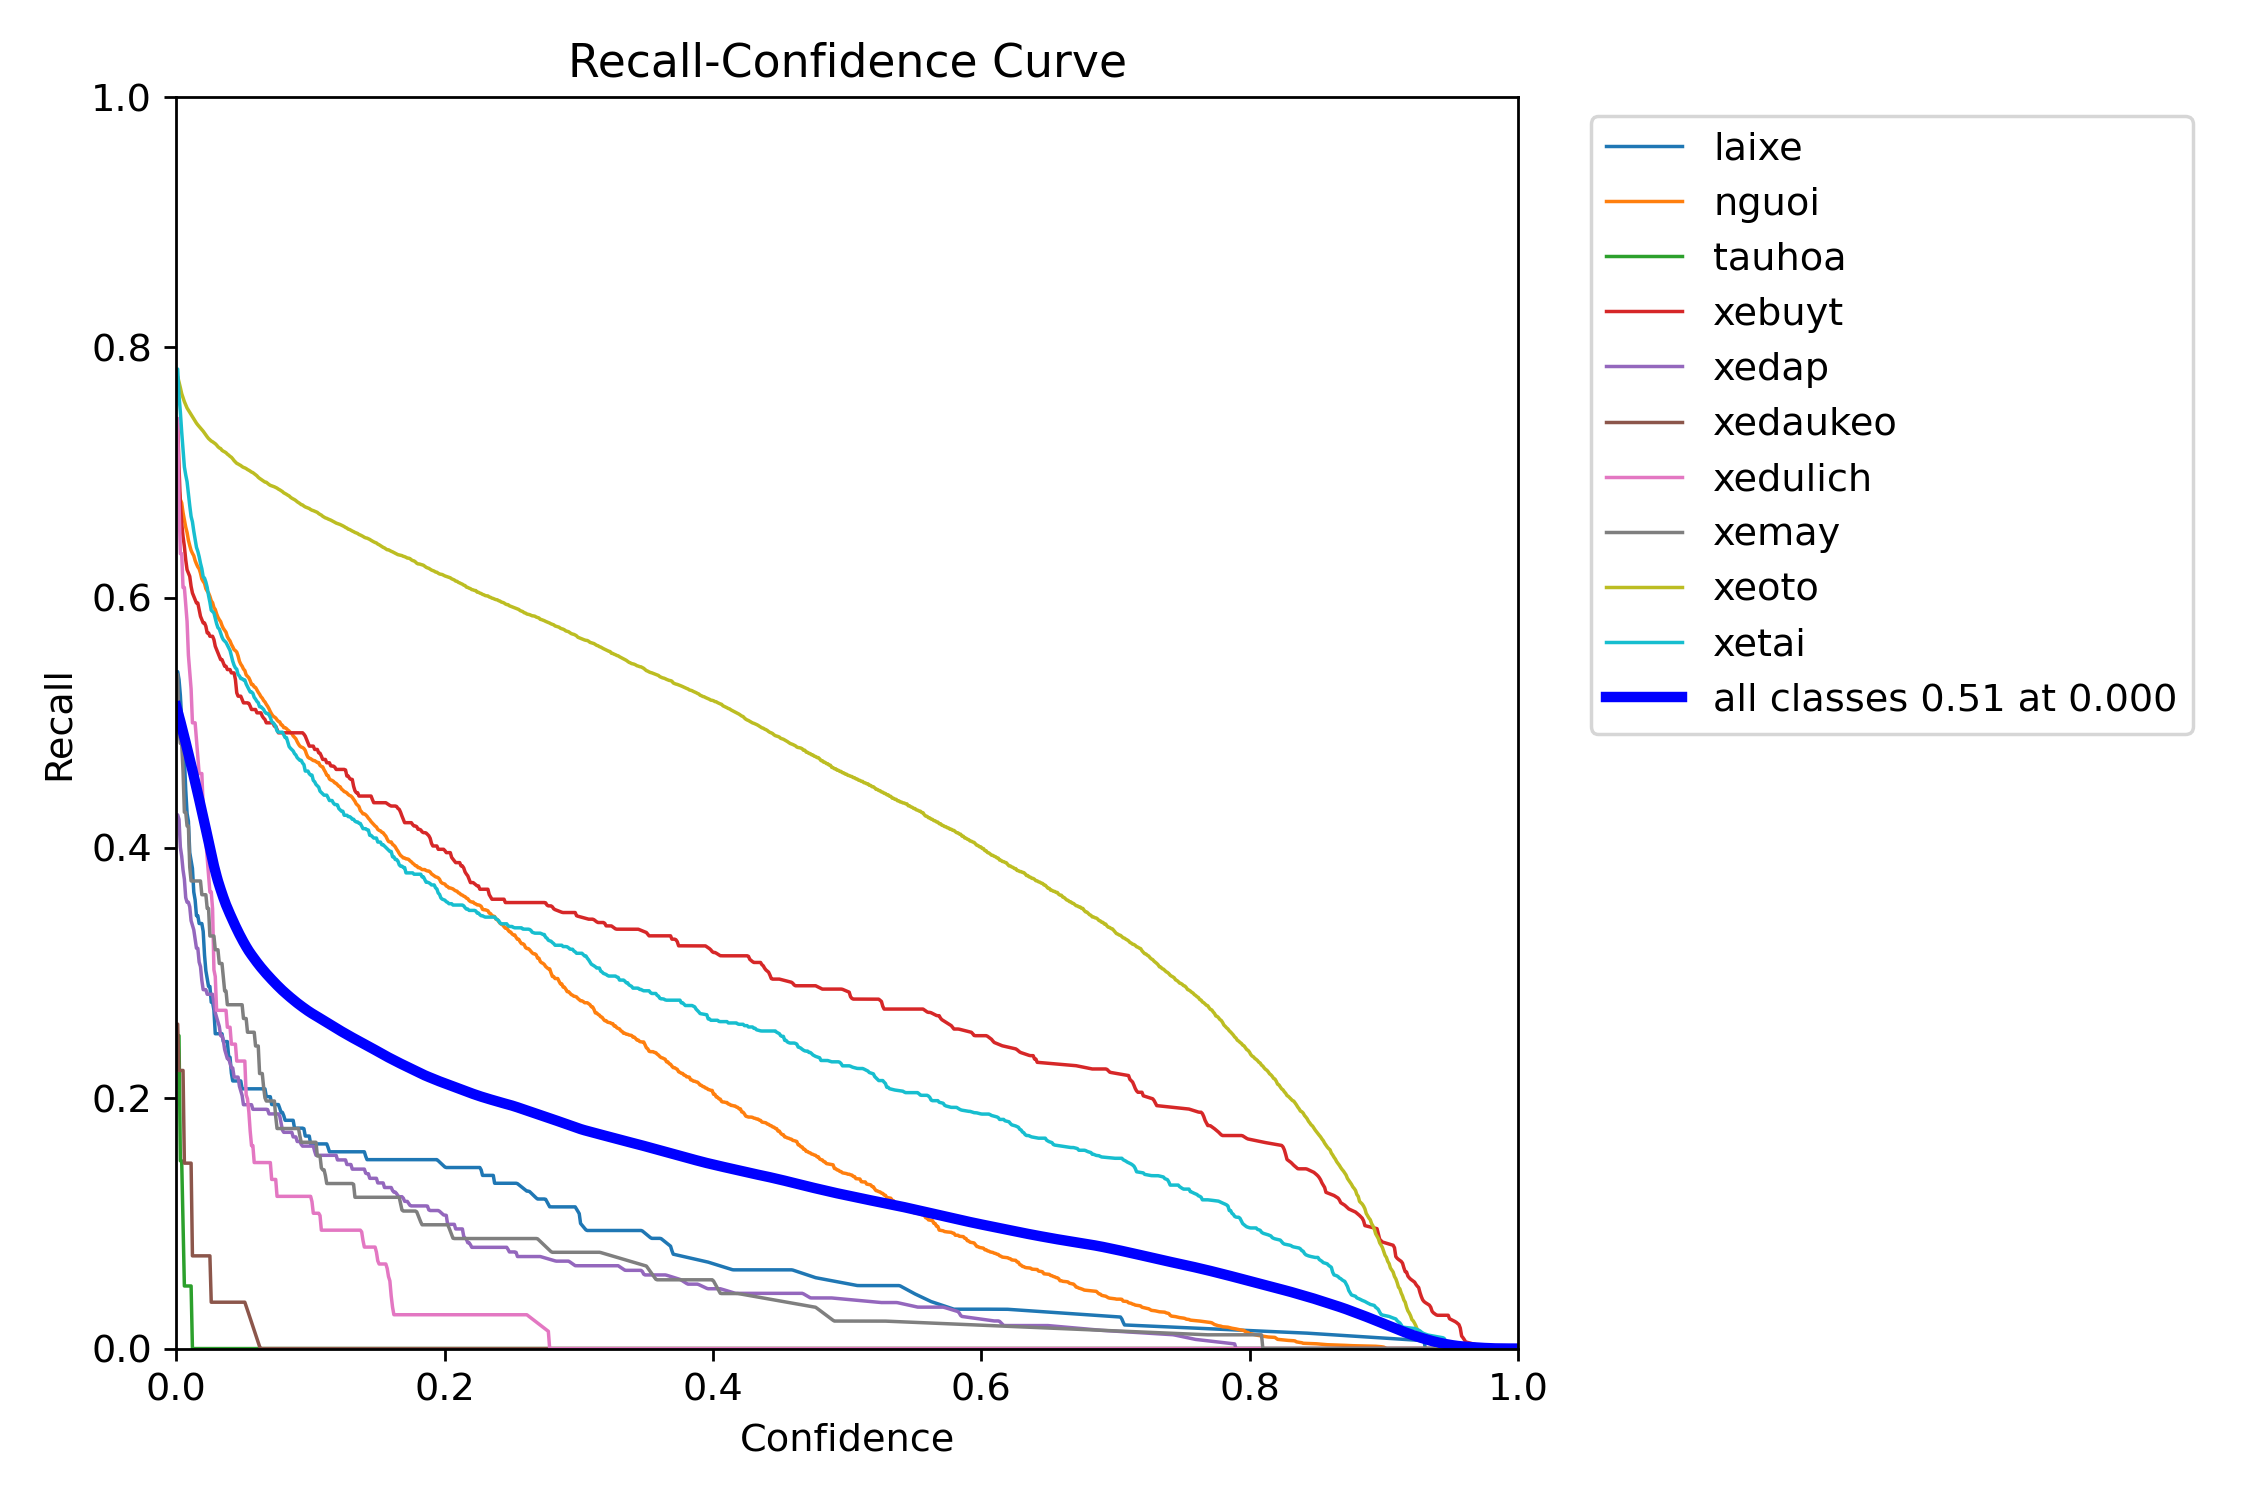 Recall-Confidence Curve
1.0
0.8
0.6
0.4
0.2
0.0
Recall
0.0 0.2 0.4 0.6 0.8 1.0
Confidence
laixe
nguoi
tauhoa
xebuyt
xedap
xedaukeo
xedulich
xemay
xeoto
xetai
all classes 0.51 at 0.000